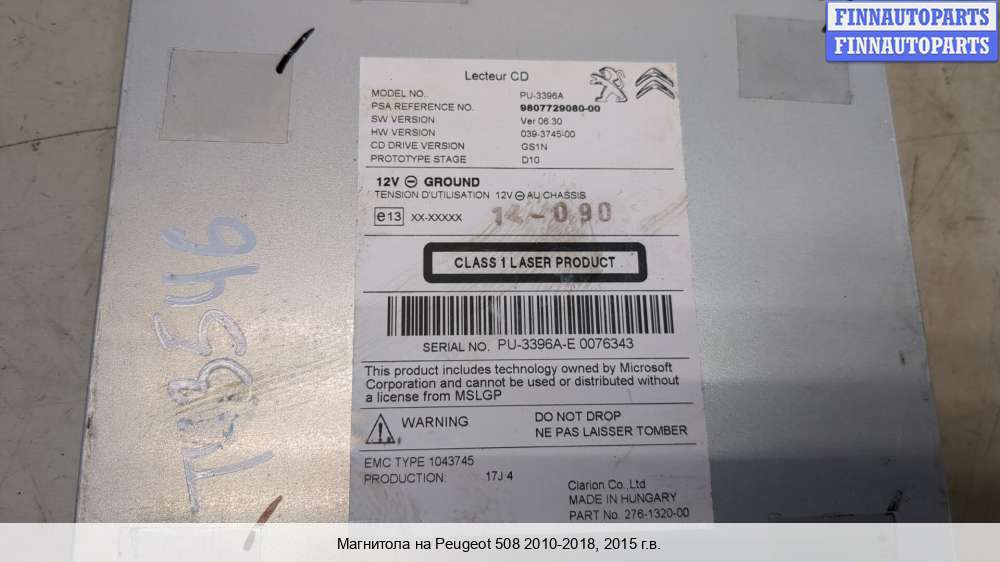 FINNAUTOPARTS
FINNAUTOPARTS
Lecteur CD
MODEL NO.. PU-3396A
PSA REFERENCE NO. 9807729080-00
SW VERSION Ver 06.30
HW VERSION 039-3745-00
CD DRIVE VERSION GS1N
PROTOTYPE STAGE D10
12V ⊖ GROUND
TENSION D'UTILISATION 12V ⊖ AU CHASSIS
e13 XX-XXXXX 14-090
CLASS 1 LASER PRODUCT
SERIAL NO. PU-3396A-E 0076343
This product includes technology owned by Microsoft
Corporation and cannot be used or distributed without
a license from MSLGP
WARNING DO NOT DROP
NE PAS LAISSER TOMBER
EMC TYPE 1043745
PRODUCTION: 17J 4
Clarion Co.,Ltd
MADE IN HUNGARY
PART No. 276-1320-00
Магнитола на Peugeot 508 2010-2018, 2015 г.в.